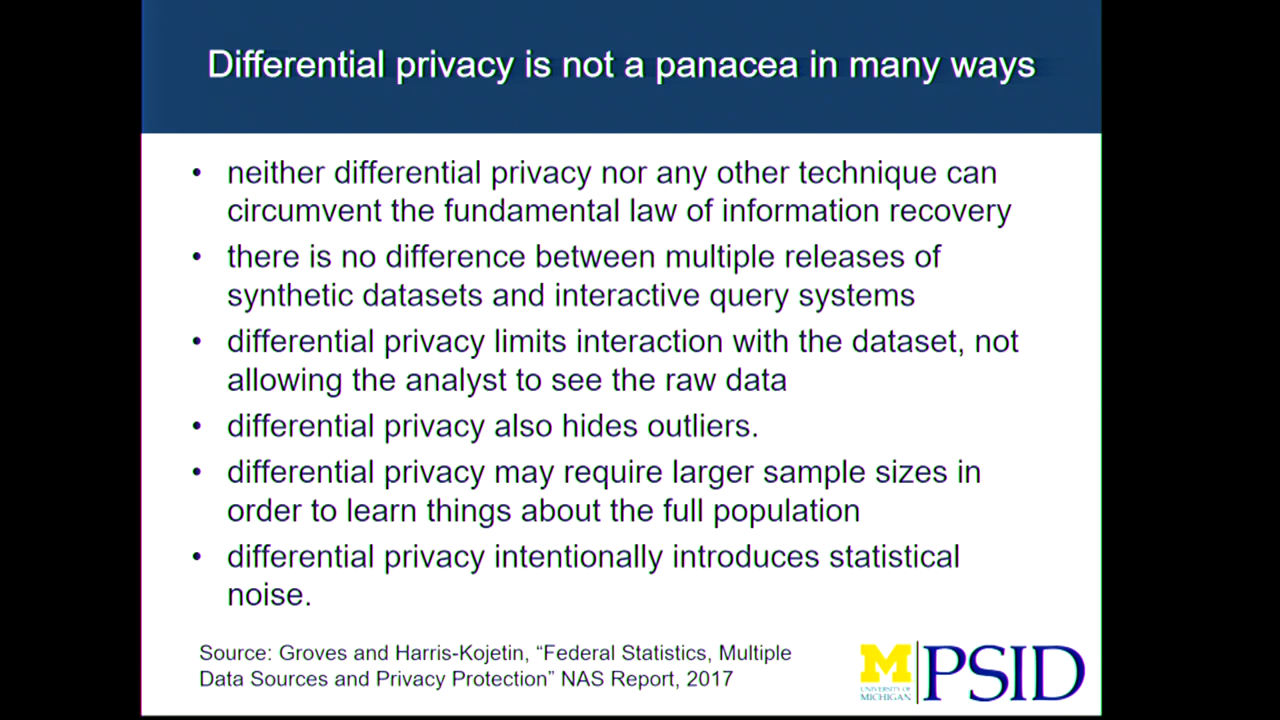 Differential privacy is not a panacea in many ways
• neither differential privacy nor any other technique can
circumvent the fundamental law of information recovery
• there is no difference between multiple releases of
synthetic datasets and interactive query systems
• differential privacy limits interaction with the dataset, not
allowing the analyst to see the raw data
• differential privacy also hides outliers.
• differential privacy may require larger sample sizes in
order to learn things about the full population
• differential privacy intentionally introduces statistical
noise.
Source: Groves and Harris-Kojetin, “Federal Statistics, Multiple
Data Sources and Privacy Protection” NAS Report, 2017
M
UNIVERSITY OF
MICHIGAN
PSID